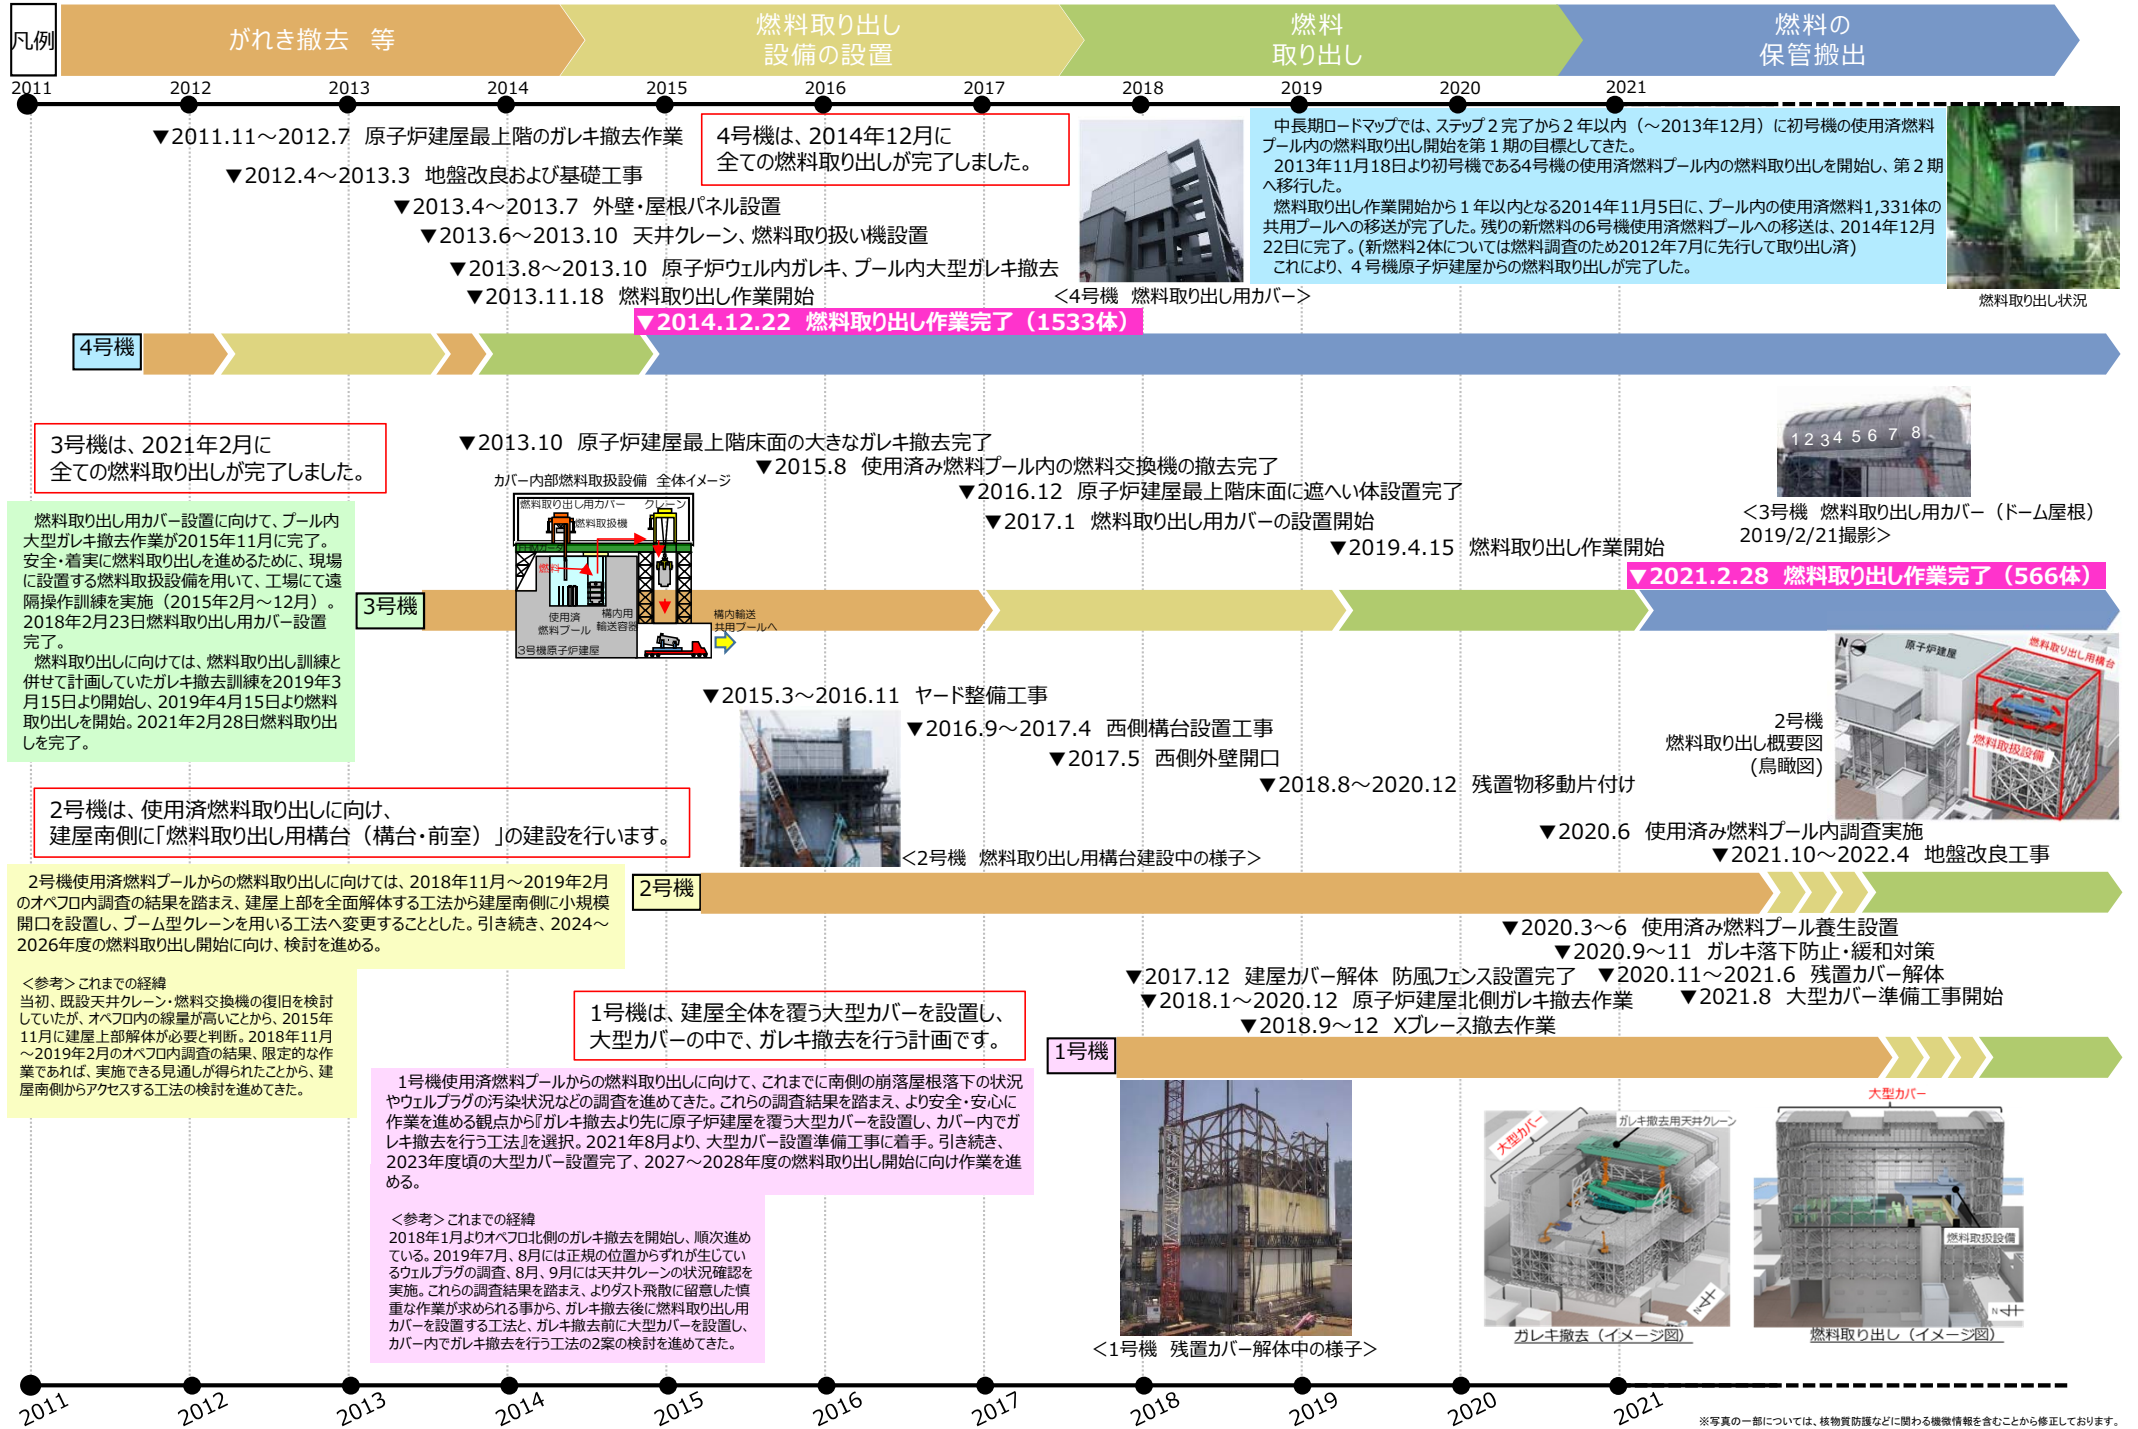 凡例
がれき撤去　等
燃料取り出し
設備の設置
燃料
取り出し
燃料の
保管搬出
2011 2012 2013 2014 2015 2016 2017 2018 2019 2020 2021
▼2011.11～2012.7 原子炉建屋最上階のガレキ撤去作業
▼2012.4～2013.3 地盤改良および基礎工事
▼2013.4～2013.7 外壁・屋根パネル設置
▼2013.6～2013.10 天井クレーン、燃料取り扱い機設置
▼2013.8～2013.10 原子炉ウェル内ガレキ、プール内大型ガレキ撤去
▼2013.11.18 燃料取り出し作業開始
▼2014.12.22 燃料取り出し作業完了（1533体）
4号機は、2014年12月に
全ての燃料取り出しが完了しました。
＜4号機 燃料取り出し用カバー＞
中長期ロードマップでは、ステップ２完了から２年以内（～2013年12月）に初号機の使用済燃料
プール内の燃料取り出し開始を第１期の目標としてきた。
2013年11月18日より初号機である4号機の使用済燃料プール内の燃料取り出しを開始し、第２期
へ移行した。
燃料取り出し作業開始から１年以内となる2014年11月5日に、プール内の使用済燃料1,331体の
共用プールへの移送が完了した。残りの新燃料の6号機使用済燃料プールへの移送は、2014年12月
22日に完了。(新燃料2体については燃料調査のため2012年7月に先行して取り出し済)
これにより、４号機原子炉建屋からの燃料取り出しが完了した。
燃料取り出し状況
4号機
3号機は、2021年2月に
全ての燃料取り出しが完了しました。
▼2013.10 原子炉建屋最上階床面の大きなガレキ撤去完了
▼2015.8 使用済み燃料プール内の燃料交換機の撤去完了
▼2016.12 原子炉建屋最上階床面に遮へい体設置完了
▼2017.1 燃料取り出し用カバーの設置開始
▼2019.4.15 燃料取り出し作業開始
▼2021.2.28 燃料取り出し作業完了（566体）
1 2 3 4 5 6 7 8
＜3号機 燃料取り出し用カバー（ドーム屋根）
2019/2/21撮影＞
カバー内部燃料取扱設備 全体イメージ
燃料取り出し用カバー
クレーン
燃料取扱機
燃料
使用済
燃料プール
構内用
輸送容器
3号機原子炉建屋
構内輸送
共用プールへ
燃料取り出し用カバー設置に向けて、プール内
大型ガレキ撤去作業が2015年11月に完了。
安全・着実に燃料取り出しを進めるために、現場
に設置する燃料取扱設備を用いて、工場にて遠
隔操作訓練を実施（2015年2月～12月）。
2018年2月23日燃料取り出し用カバー設置
完了。
燃料取り出しに向けては、燃料取り出し訓練と
併せて計画していたガレキ撤去訓練を2019年3
月15日より開始し、2019年4月15日より燃料
取り出しを開始。2021年2月28日燃料取り出
しを完了。
3号機
▼2015.3～2016.11 ヤード整備工事
▼2016.9～2017.4 西側構台設置工事
▼2017.5 西側外壁開口
▼2018.8～2020.12 残置物移動片付け
▼2020.6 使用済み燃料プール内調査実施
▼2021.10～2022.4 地盤改良工事
＜2号機 燃料取り出し用構台建設中の様子＞
2号機
燃料取り出し概要図
(鳥瞰図)
N
原子炉建屋
燃料取り出し用構台
燃料取扱設備
2号機は、使用済燃料取り出しに向け、
建屋南側に「燃料取り出し用構台（構台・前室）」の建設を行います。
2号機使用済燃料プールからの燃料取り出しに向けては、2018年11月～2019年2月
のオペフロ内調査の結果を踏まえ、建屋上部を全面解体する工法から建屋南側に小規模
開口を設置し、ブーム型クレーンを用いる工法へ変更することとした。引き続き、2024～
2026年度の燃料取り出し開始に向け、検討を進める。
＜参考＞これまでの経緯
当初、既設天井クレーン・燃料交換機の復旧を検討
していたが、オペフロ内の線量が高いことから、2015年
11月に建屋上部解体が必要と判断。2018年11月
～2019年2月のオペフロ内調査の結果、限定的な作
業であれば、実施できる見通しが得られたことから、建
屋南側からアクセスする工法の検討を進めてきた。
2号機
▼2020.3～6 使用済み燃料プール養生設置
▼2020.9～11 ガレキ落下防止・緩和対策
▼2017.12 建屋カバー解体 防風フェンス設置完了
▼2020.11～2021.6 残置カバー解体
▼2018.1～2020.12 原子炉建屋北側ガレキ撤去作業
▼2021.8 大型カバー準備工事開始
▼2018.9～12 Xブレース撤去作業
1号機は、建屋全体を覆う大型カバーを設置し、
大型カバーの中で、ガレキ撤去を行う計画です。
1号機
1号機使用済燃料プールからの燃料取り出しに向けて、これまでに南側の崩落屋根落下の状況
やウェルプラグの汚染状況などの調査を進めてきた。これらの調査結果を踏まえ、より安全・安心に
作業を進める観点から『ガレキ撤去より先に原子炉建屋を覆う大型カバーを設置し、カバー内でガ
レキ撤去を行う工法』を選択。2021年8月より、大型カバー設置準備工事に着手。引き続き、
2023年度頃の大型カバー設置完了、2027～2028年度の燃料取り出し開始に向け作業を進
める。
＜参考＞これまでの経緯
2018年1月よりオペフロ北側のガレキ撤去を開始し、順次進め
ている。2019年7月、8月には正規の位置からずれが生じてい
るウェルプラグの調査、8月、9月には天井クレーンの状況確認を
実施。これらの調査結果を踏まえ、よりダスト飛散に留意した慎
重な作業が求められる事から、ガレキ撤去後に燃料取り出し用
カバーを設置する工法と、ガレキ撤去前に大型カバーを設置し、
カバー内でガレキ撤去を行う工法の2案の検討を進めてきた。
＜1号機 残置カバー解体中の様子＞
大型カバー
ガレキ撤去用天井クレーン
N
ガレキ撤去（イメージ図）
大型カバー
燃料取扱設備
N
燃料取り出し（イメージ図）
2011 2012 2013 2014 2015 2016 2017 2018 2019 2020 2021
※写真の一部については、核物質防護などに関わる機微情報を含むことから修正しております。